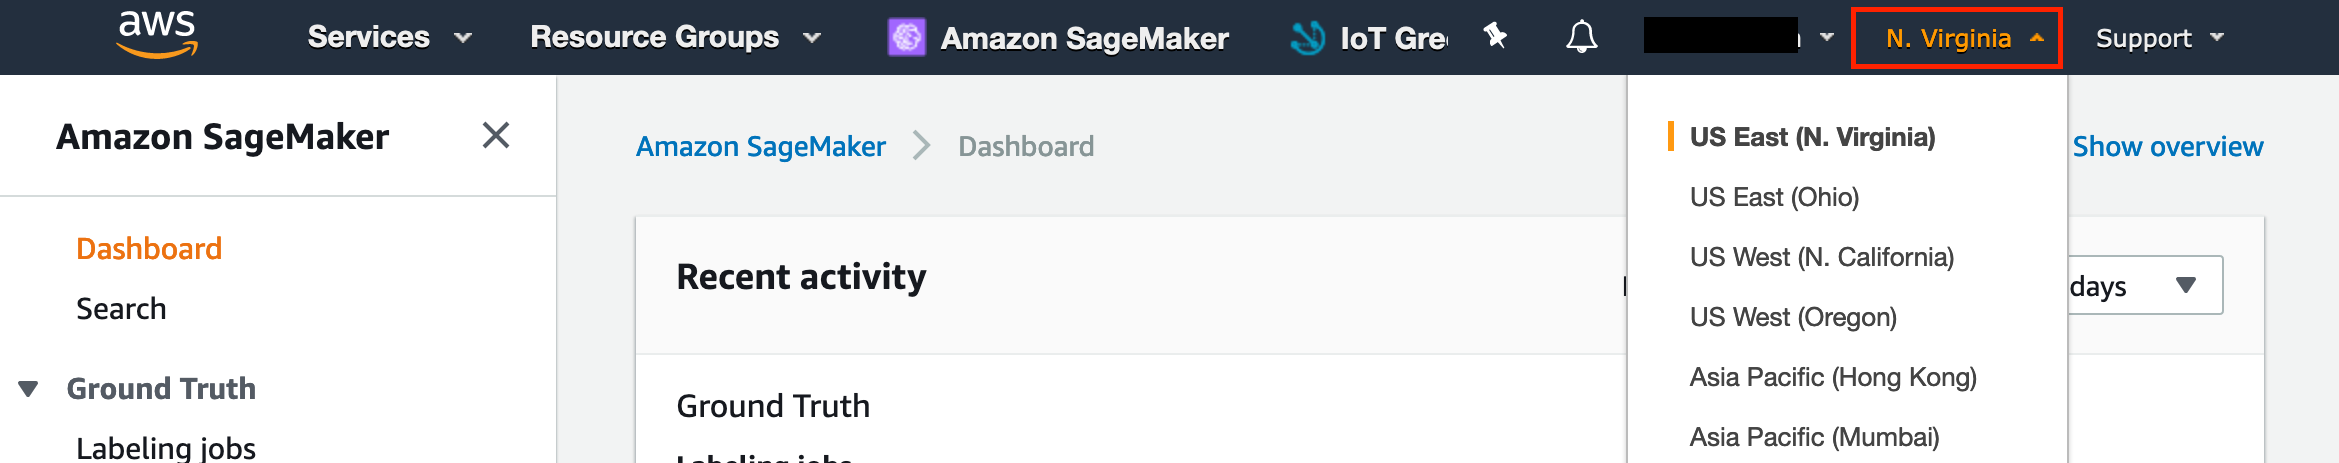 aws Services Resource Groups Amazon SageMaker IoT Gre N. Virginia Support
Amazon SageMaker
Dashboard
Search
Ground Truth
Labeling jobs
Amazon SageMaker Dashboard
Show overview
Recent activity
days
Ground Truth
Labeling jobs
US East (N. Virginia)
US East (Ohio)
US West (N. California)
US West (Oregon)
Asia Pacific (Hong Kong)
Asia Pacific (Mumbai)